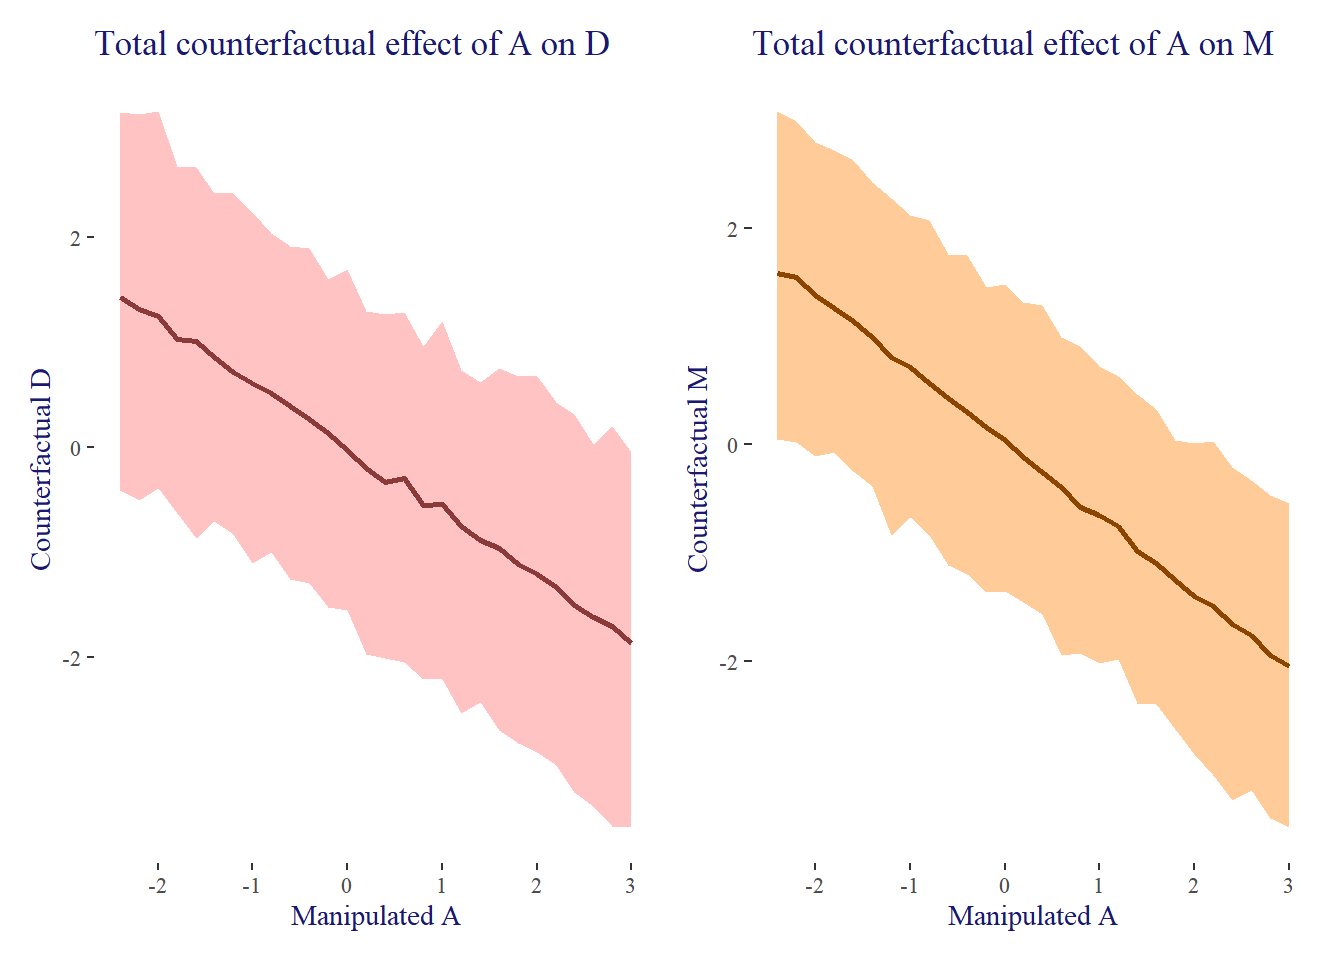 Total counterfactual effect of A on D
Counterfactual D
2
0
-2
-2 -1 0 1 2 3
Manipulated A
Total counterfactual effect of A on M
Counterfactual M
2
0
-2
-2 -1 0 1 2 3
Manipulated A